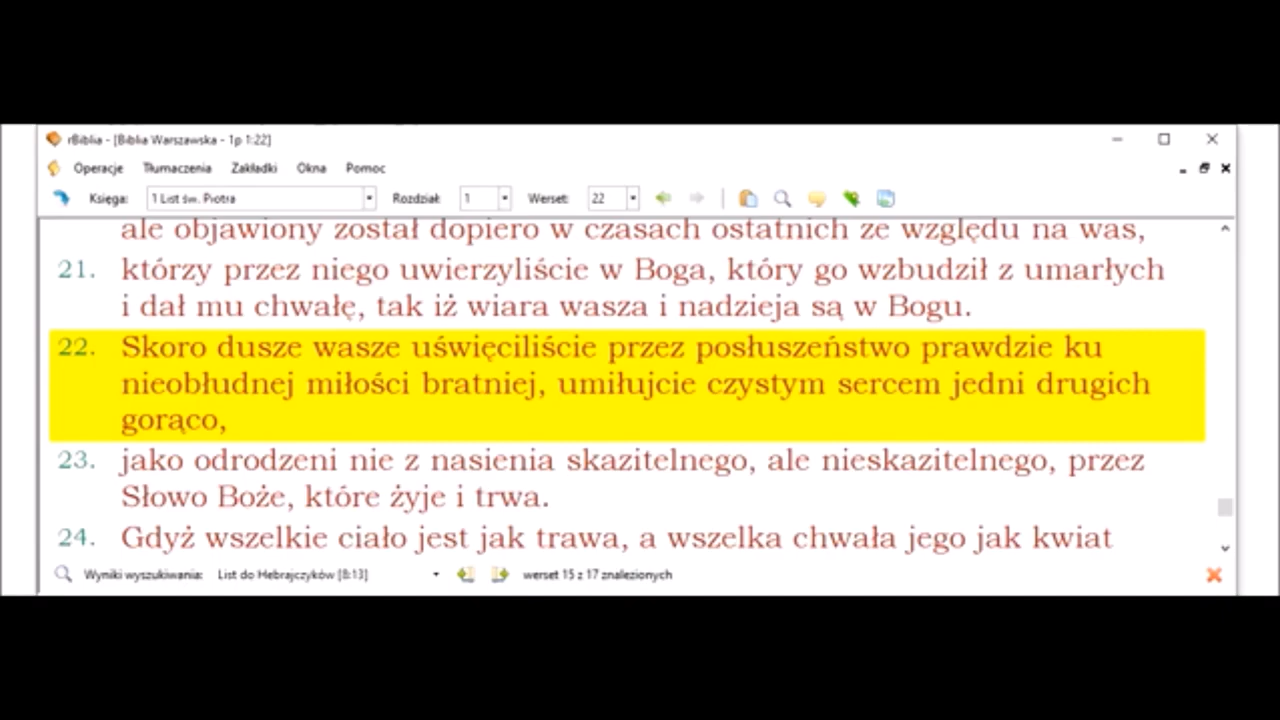 rBiblia - [Biblia Warszawska - 1p 1:22]
Operacje Tłumaczenia Zakładki Okna Pomoc
Księga: 1 List św. Piotra Rozdział: 1 Werset: 22
ale objawiony został dopiero w czasach ostatnich ze względu na was,
21. którzy przez niego uwierzyliście w Boga, który go wzbudził z umarłych
i dał mu chwałę, tak iż wiara wasza i nadzieja są w Bogu.
22. Skoro dusze wasze uświęciliście przez posłuszeństwo prawdzie ku
nieobłudnej miłości bratniej, umiłujcie czystym sercem jedni drugich
gorąco,
23. jako odrodzeni nie z nasienia skazitelnego, ale nieskazitelnego, przez
Słowo Boże, które żyje i trwa.
24. Gdyż wszelkie ciało jest jak trawa, a wszelka chwała jego jak kwiat
Wyniki wyszukiwania: List do Hebrajczyków [8:13] werset 15 z 17 znalezionych